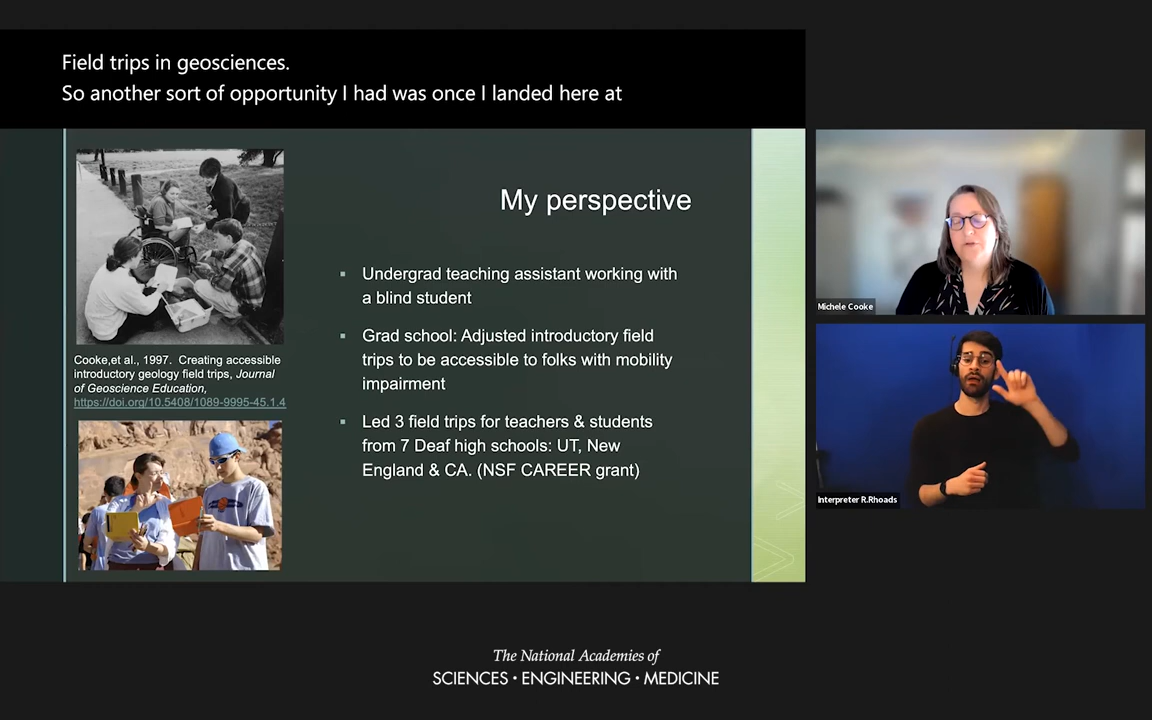 Field trips in geosciences.
So another sort of opportunity I had was once I landed here at
My perspective
▪ Undergrad teaching assistant working with
a blind student
▪ Grad school: Adjusted introductory field
trips to be accessible to folks with mobility
impairment
▪ Led 3 field trips for teachers & students
from 7 Deaf high schools: UT, New
England & CA. (NSF CAREER grant)
Cooke,et al., 1997. Creating accessible
introductory geology field trips, Journal
of Geoscience Education,
https://doi.org/10.5408/1089-9995-45.1.4
Michele Cooke
Interpreter R.Rhoads
The National Academies of
SCIENCES · ENGINEERING · MEDICINE